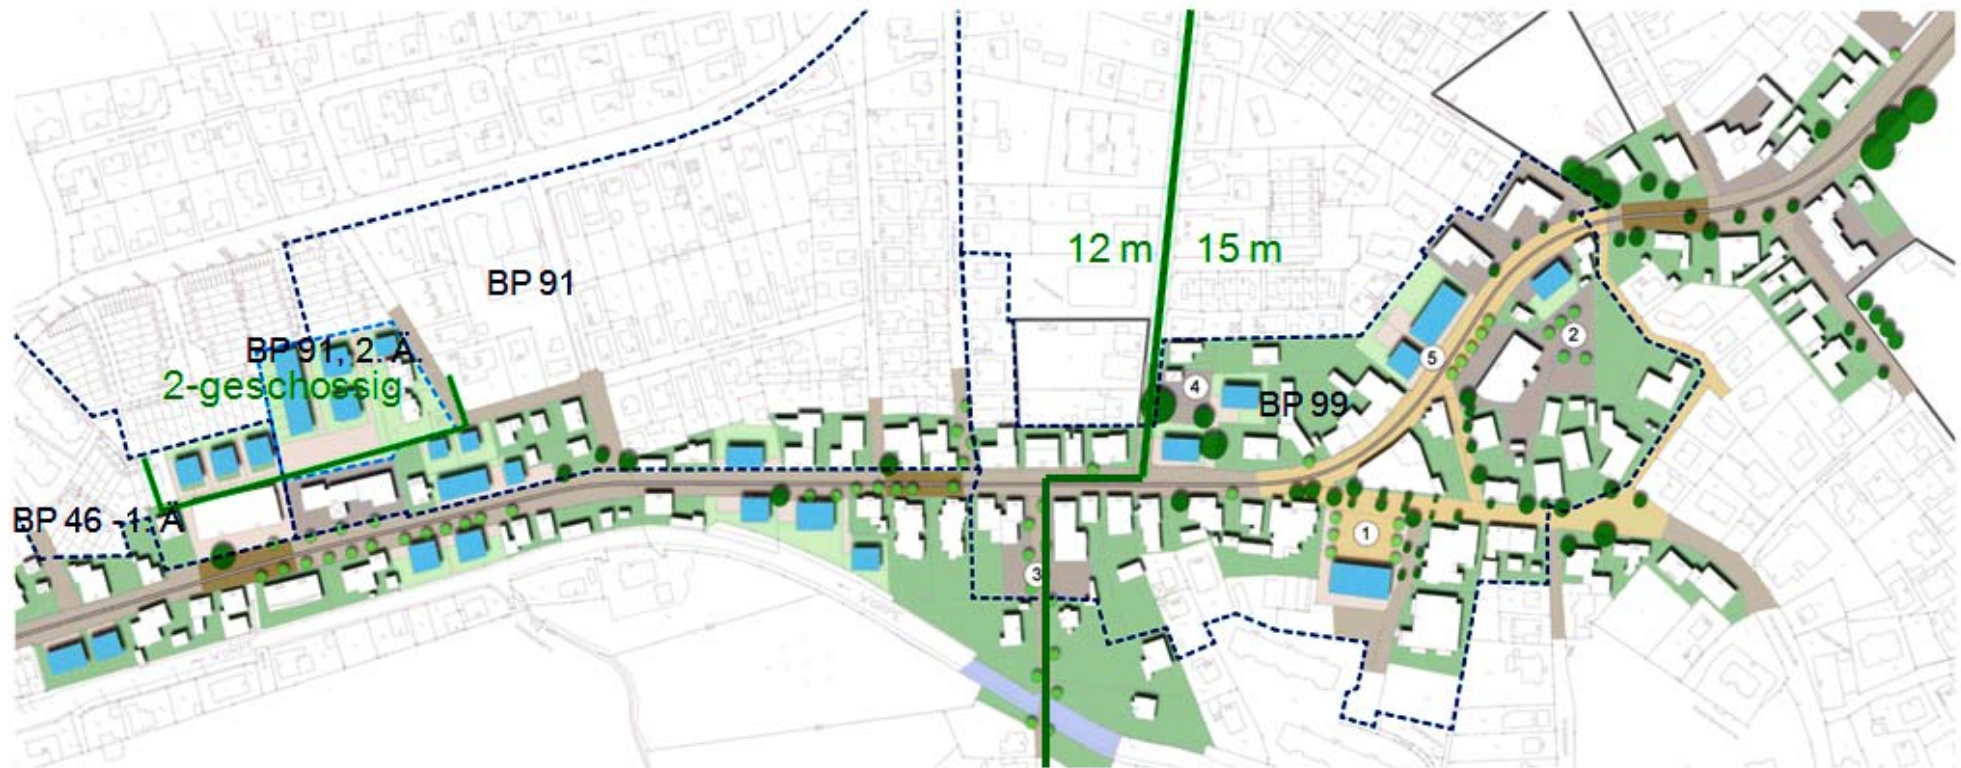 12 m 15 m
BP 91
BP 91, 2. Ä.
2-geschossig
BP 99
BP 46 -1. Ä
1
2
3
4
5